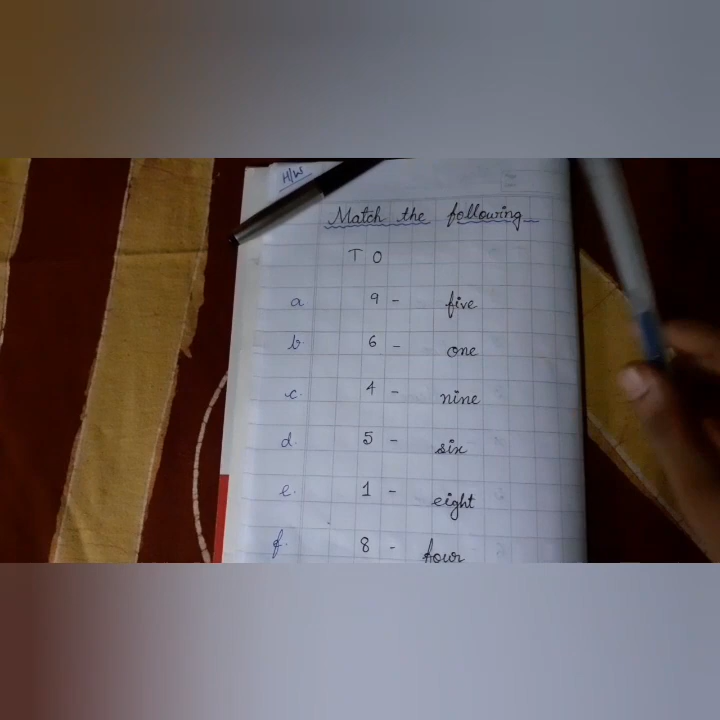 H/W
Match the following
T O
a 9 - five
b. 6 - one
c. 4 - nine
d. 5 - six
e. 1 - eight
f. 8 - four